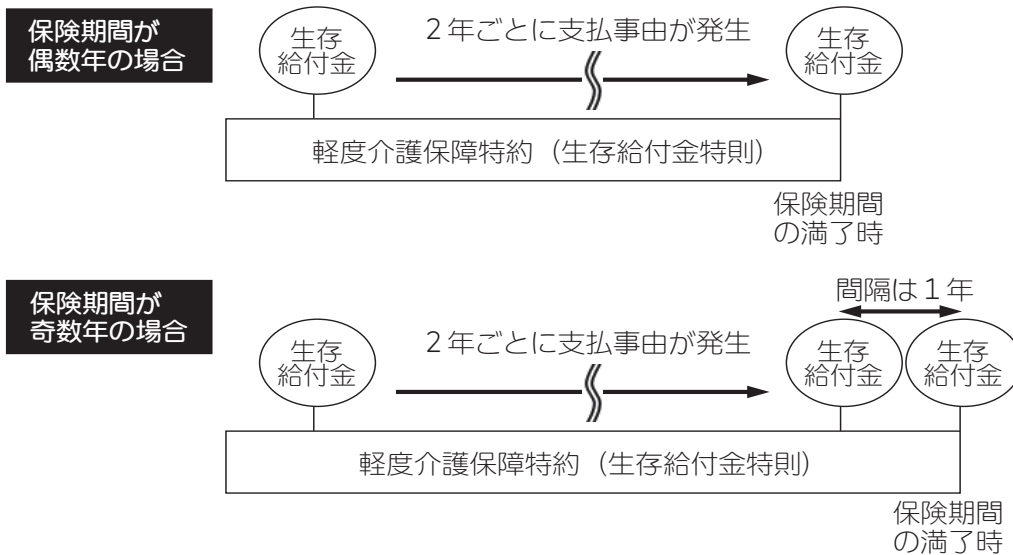 保険期間が
偶数年の場合
生存
給付金
2年ごとに支払事由が発生
生存
給付金
軽度介護保障特約（生存給付金特則）
保険期間
の満了時
保険期間が
奇数年の場合
間隔は1年
生存
給付金
2年ごとに支払事由が発生
生存
給付金
生存
給付金
軽度介護保障特約（生存給付金特則）
保険期間
の満了時